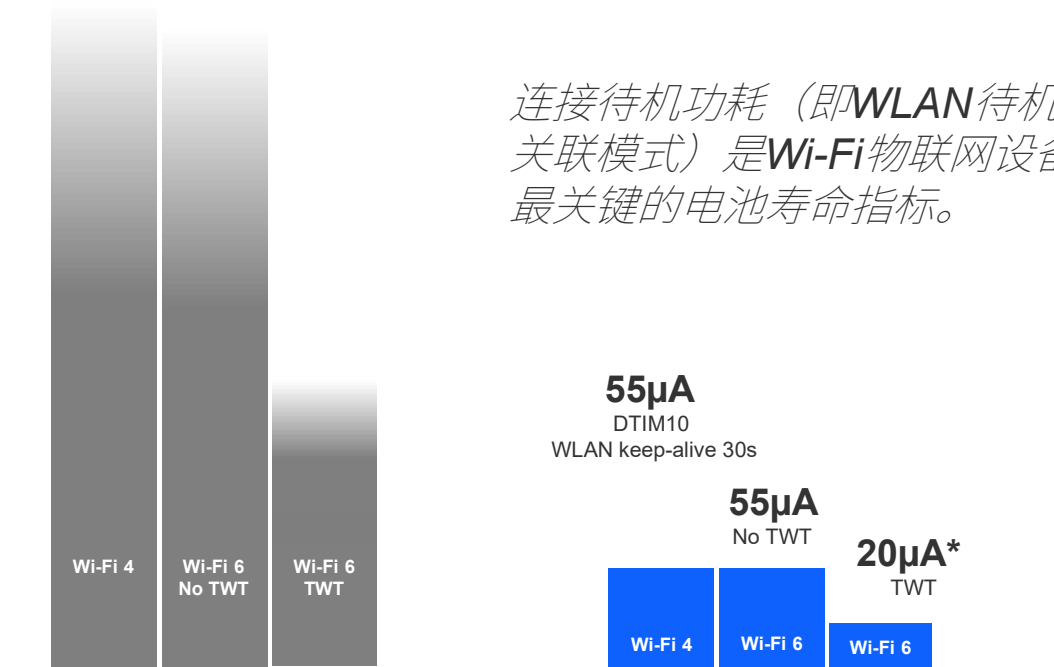 连接待机功耗（即WLAN待机
关联模式）是Wi-Fi物联网设备
最关键的电池寿命指标。
55µA
DTIM10
WLAN keep-alive 30s
55µA
No TWT
20µA*
TWT
Wi-Fi 4
Wi-Fi 6
No TWT
Wi-Fi 6
TWT
Wi-Fi 4
Wi-Fi 6
Wi-Fi 6